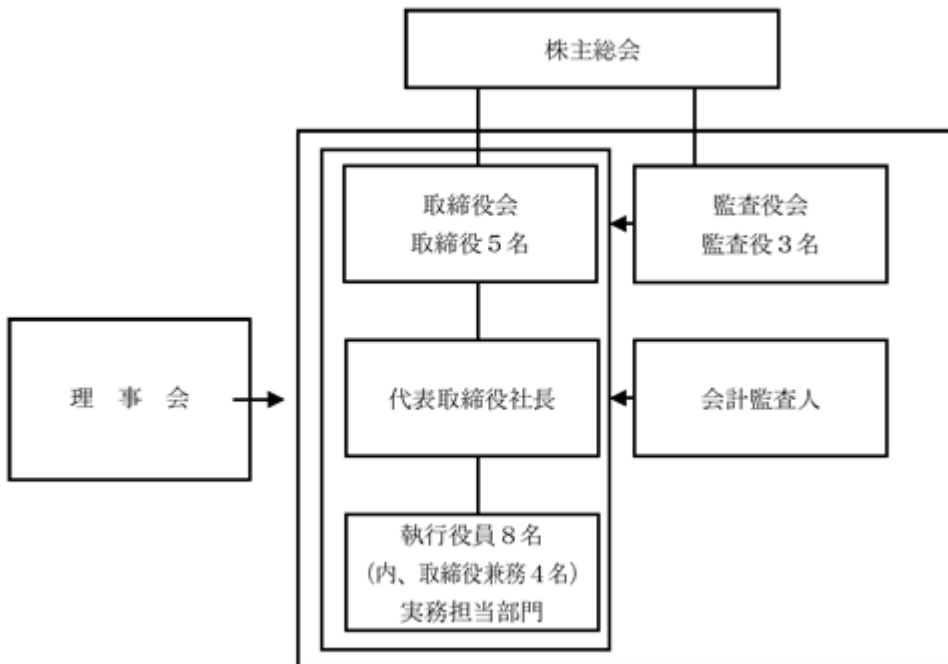 株主総会
取締役会
取締役５名
監査役会
監査役３名
理　事　会
代表取締役社長
会計監査人
執行役員８名
（内、取締役兼務４名）
実務担当部門